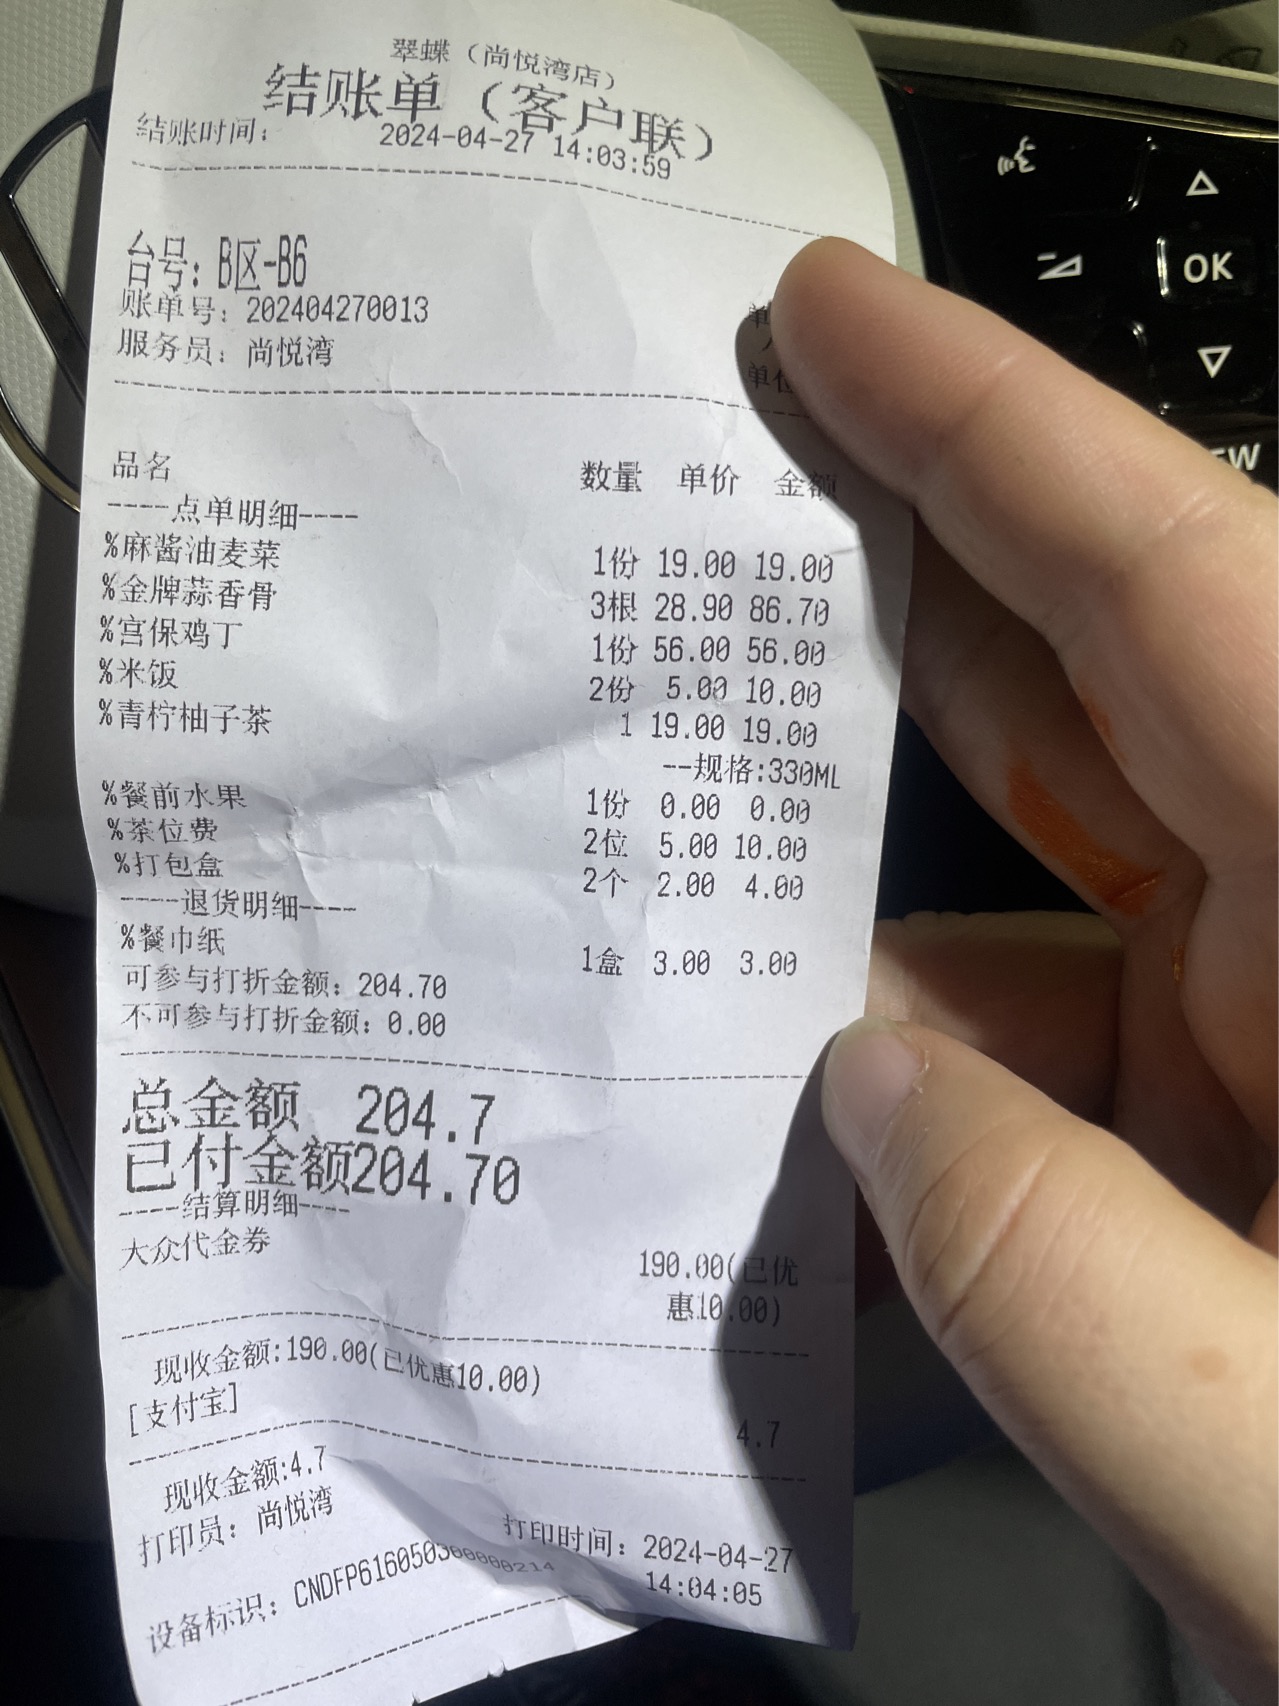 翠蝶（尚悦湾店）
结账单（客户联）
结账时间： 2024-04-27 14:03:59
台号：B区-B6
账单号：202404270013 单
服务员：尚悦湾 单位
品名 数量 单价 金额
----点单明细----
%麻酱油麦菜 1份 19.00 19.00
%金牌蒜香骨 3根 28.90 86.70
%宫保鸡丁 1份 56.00 56.00
%米饭 2份 5.00 10.00
%青柠柚子茶 1 19.00 19.00
--规格:330ML
%餐前水果 1份 0.00 0.00
%茶位费 2位 5.00 10.00
%打包盒 2个 2.00 4.00
----退货明细----
%餐巾纸 1盒 3.00 3.00
可参与打折金额：204.70
不可参与打折金额：0.00
总金额 204.7
已付金额204.70
----结算明细----
大众代金券 190.00(已优
惠10.00)
现收金额:190.00(已优惠10.00)
[支付宝] 4.7
现收金额:4.7
打印员：尚悦湾 打印时间：2024-04-27
14:04:05
设备标识：CNDFP616050300000214
OK
EW